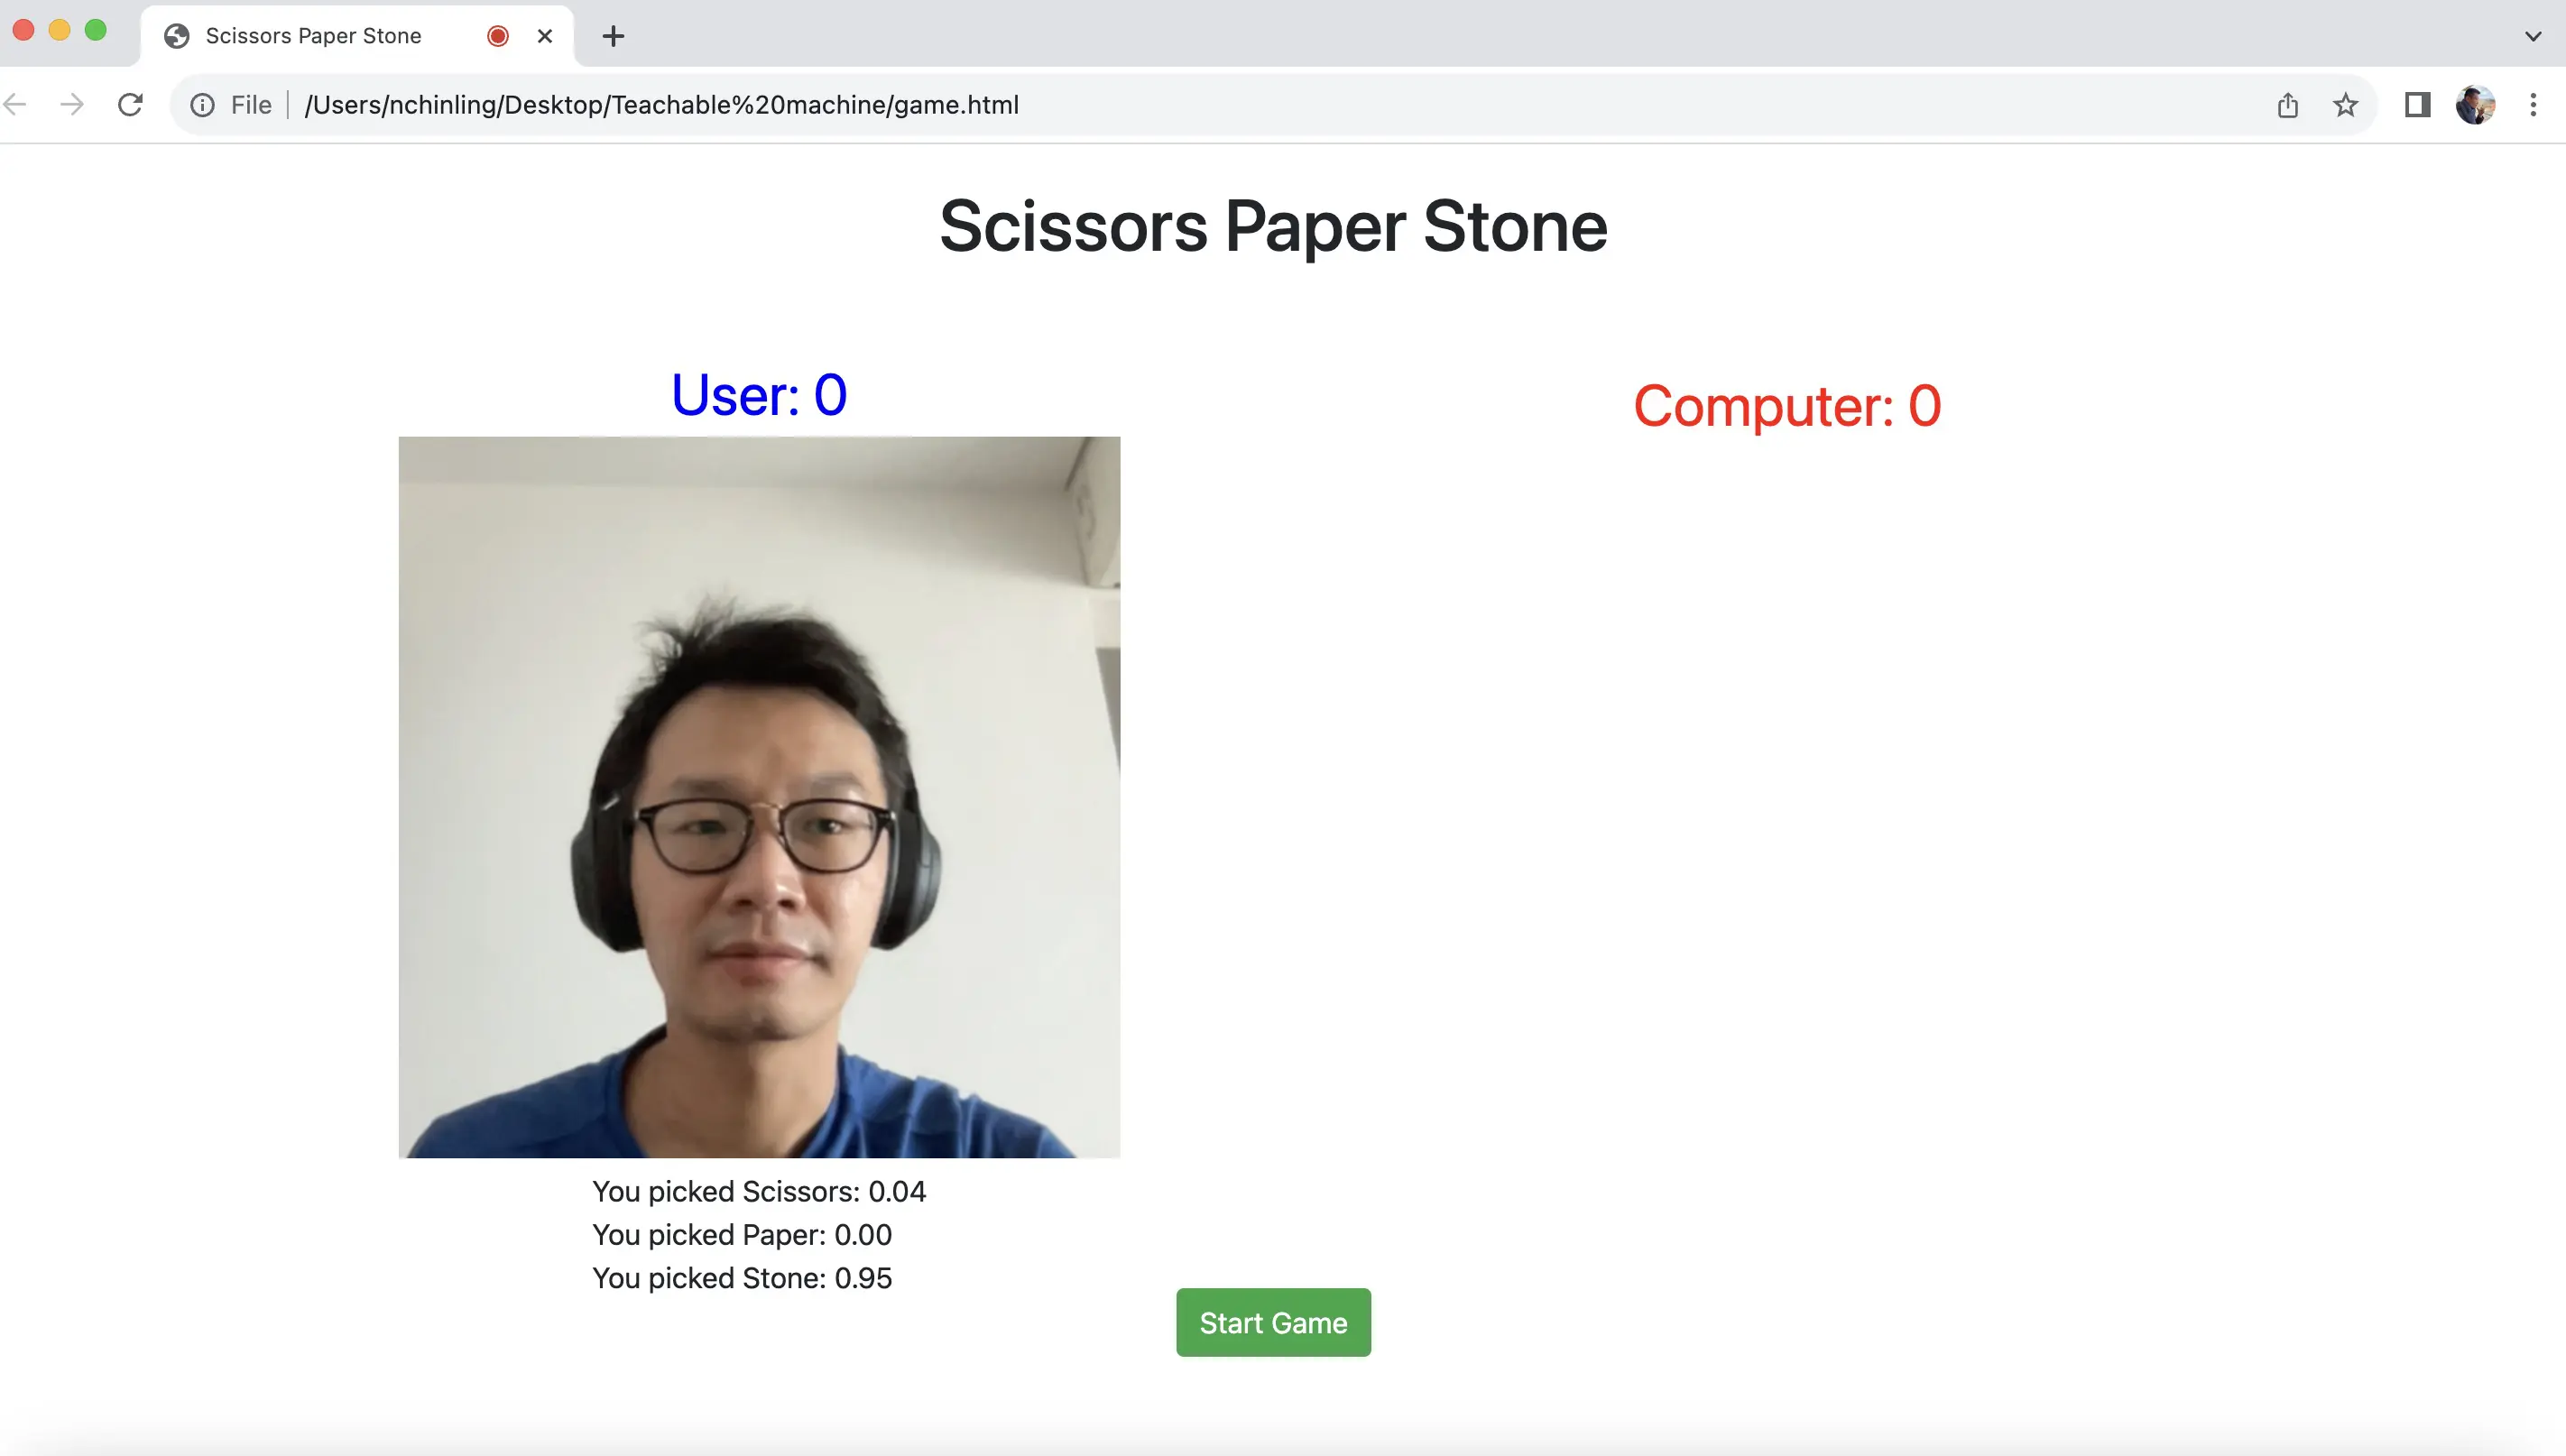 Scissors Paper Stone
File
/Users/nchinling/Desktop/Teachable%20machine/game.html
Scissors Paper Stone
User: 0
Computer: 0
You picked Scissors: 0.04
You picked Paper: 0.00
You picked Stone: 0.95
Start Game